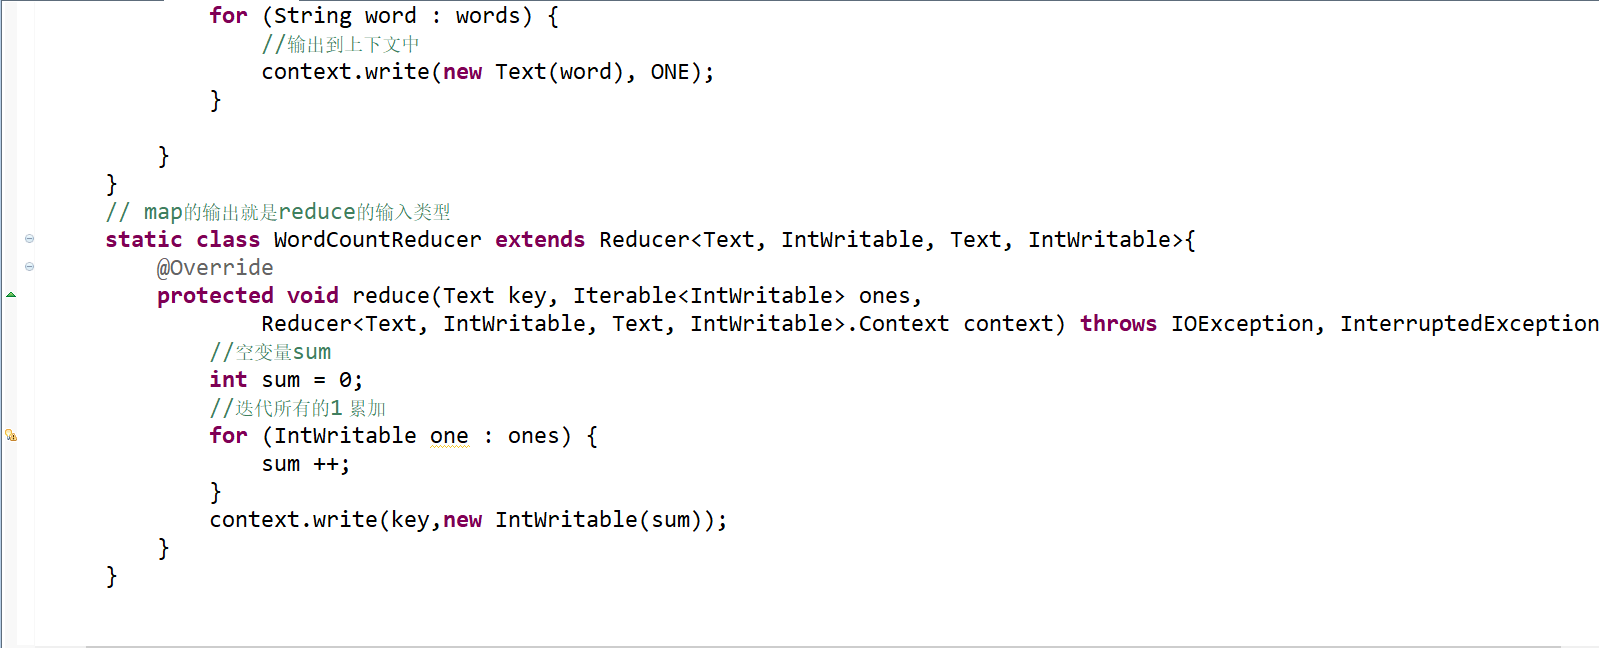 for (String word : words) {
//输出到上下文中
context.write(new Text(word), ONE);
}
}
}
// map的输出就是reduce的输入类型
static class WordCountReducer extends Reducer<Text, IntWritable, Text, IntWritable>{
@Override
protected void reduce(Text key, Iterable<IntWritable> ones,
Reducer<Text, IntWritable, Text, IntWritable>.Context context) throws IOException, InterruptedException
//空变量sum
int sum = 0;
//迭代所有的1 累加
for (IntWritable one : ones) {
sum ++;
}
context.write(key,new IntWritable(sum));
}
}